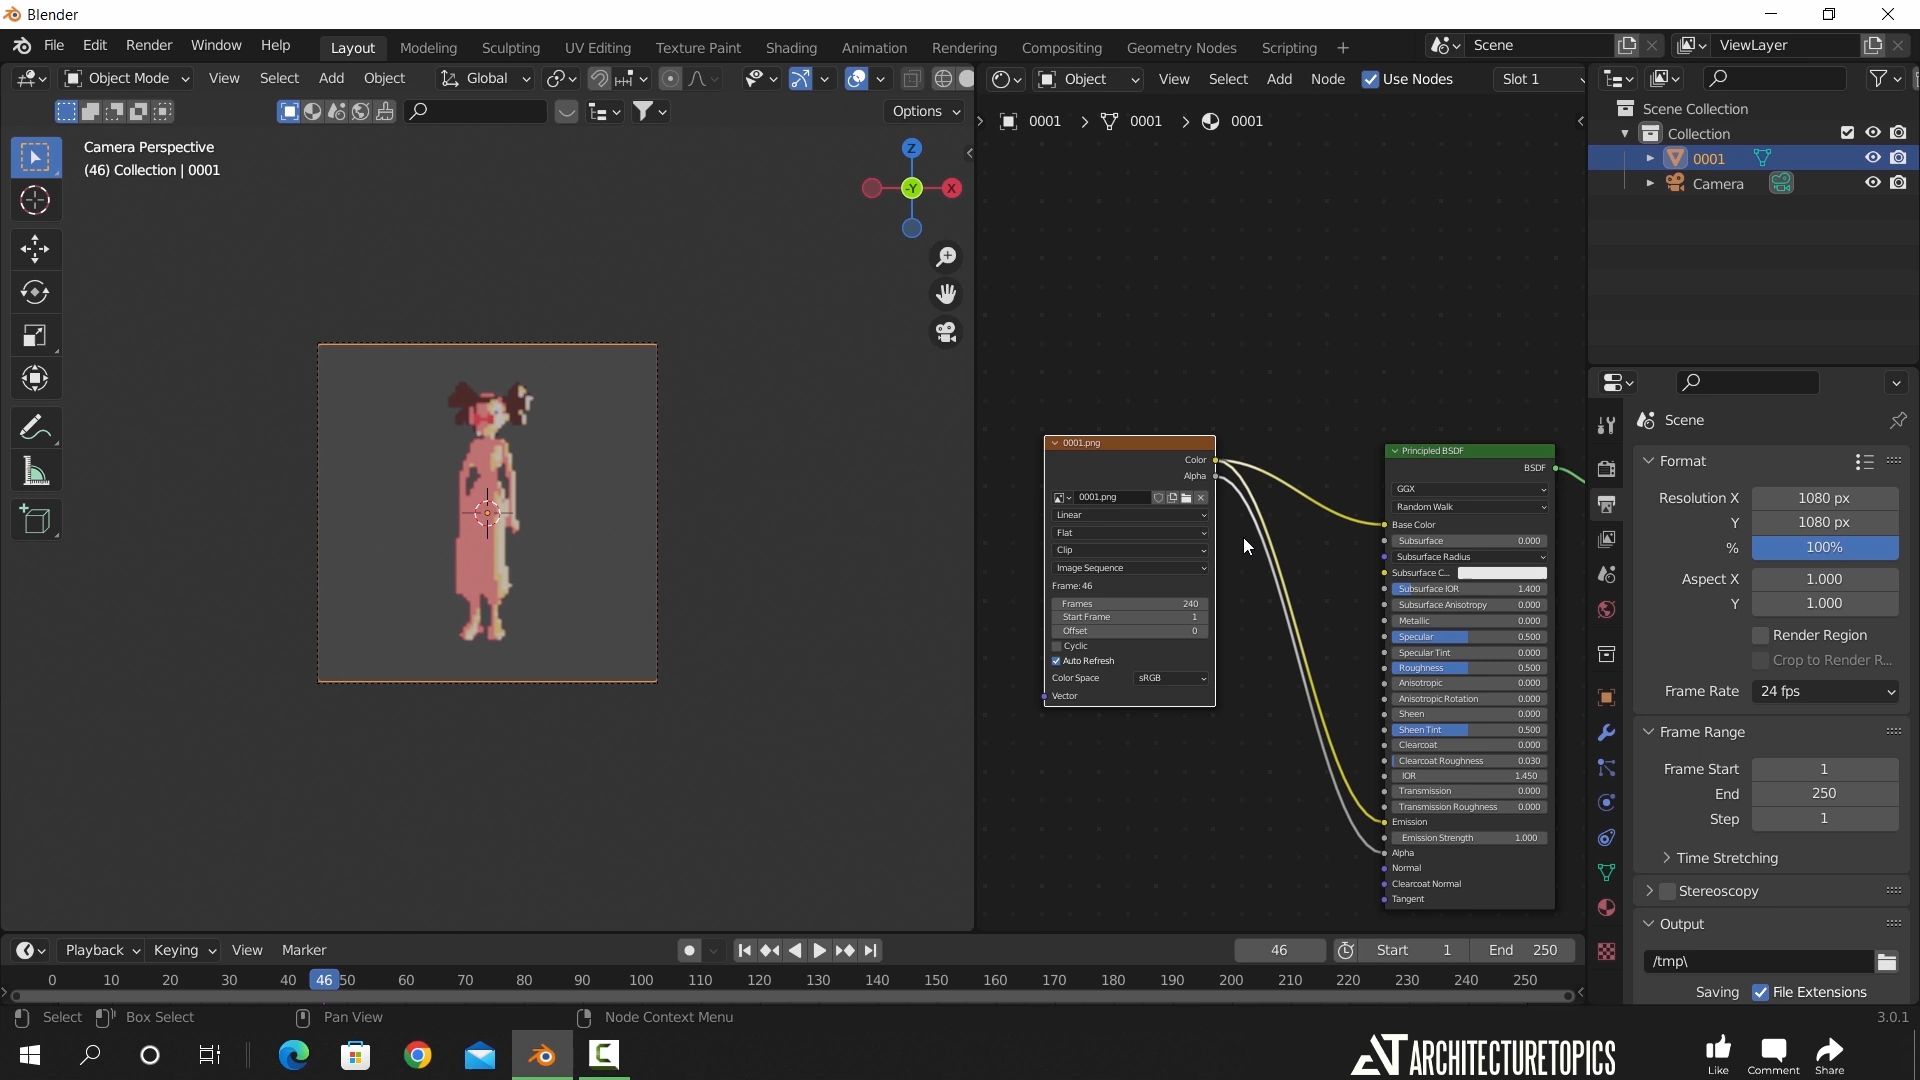 Blender
File Edit Render Window Help
Layout Modeling Sculpting UV Editing Texture Paint Shading Animation Rendering Compositing Geometry Nodes Scripting +
Scene
ViewLayer
Object Mode View Select Add Object Global
Object View Select Add Node Use Nodes Slot 1
Options
Camera Perspective
(46) Collection | 0001
Z
-Y
X
0001 > 0001 > 0001
Scene Collection
Collection
0001
Camera
0001.png
Color
Alpha
0001.png
Linear
Flat
Clip
Image Sequence
Frame: 46
Frames 240
Start Frame 1
Offset 0
Cyclic
Auto Refresh
Color Space sRGB
Vector
Principled BSDF
BSDF
GGX
Random Walk
Base Color
Subsurface 0.000
Subsurface Radius
Subsurface C...
Subsurface IOR 1.400
Subsurface Anisotropy 0.000
Metallic 0.000
Specular 0.500
Specular Tint 0.000
Roughness 0.500
Anisotropic 0.000
Anisotropic Rotation 0.000
Sheen 0.000
Sheen Tint 0.500
Clearcoat 0.000
Clearcoat Roughness 0.030
IOR 1.450
Transmission 0.000
Transmission Roughness 0.000
Emission
Emission Strength 1.000
Alpha
Normal
Clearcoat Normal
Tangent
Scene
Format
Resolution X 1080 px
Y 1080 px
% 100%
Aspect X 1.000
Y 1.000
Render Region
Crop to Render R...
Frame Rate 24 fps
Frame Range
Frame Start 1
End 250
Step 1
Time Stretching
Stereoscopy
Output
/tmp\
Saving File Extensions
Playback Keying View Marker
46 Start 1 End 250
0 10 20 30 40 46 50 60 70 80 90 100 110 120 130 140 150 160 170 180 190 200 210 220 230 240 250
Select Box Select Pan View Node Context Menu
3.0.1
ARCHITECTURETOPICS
Like Comment Share